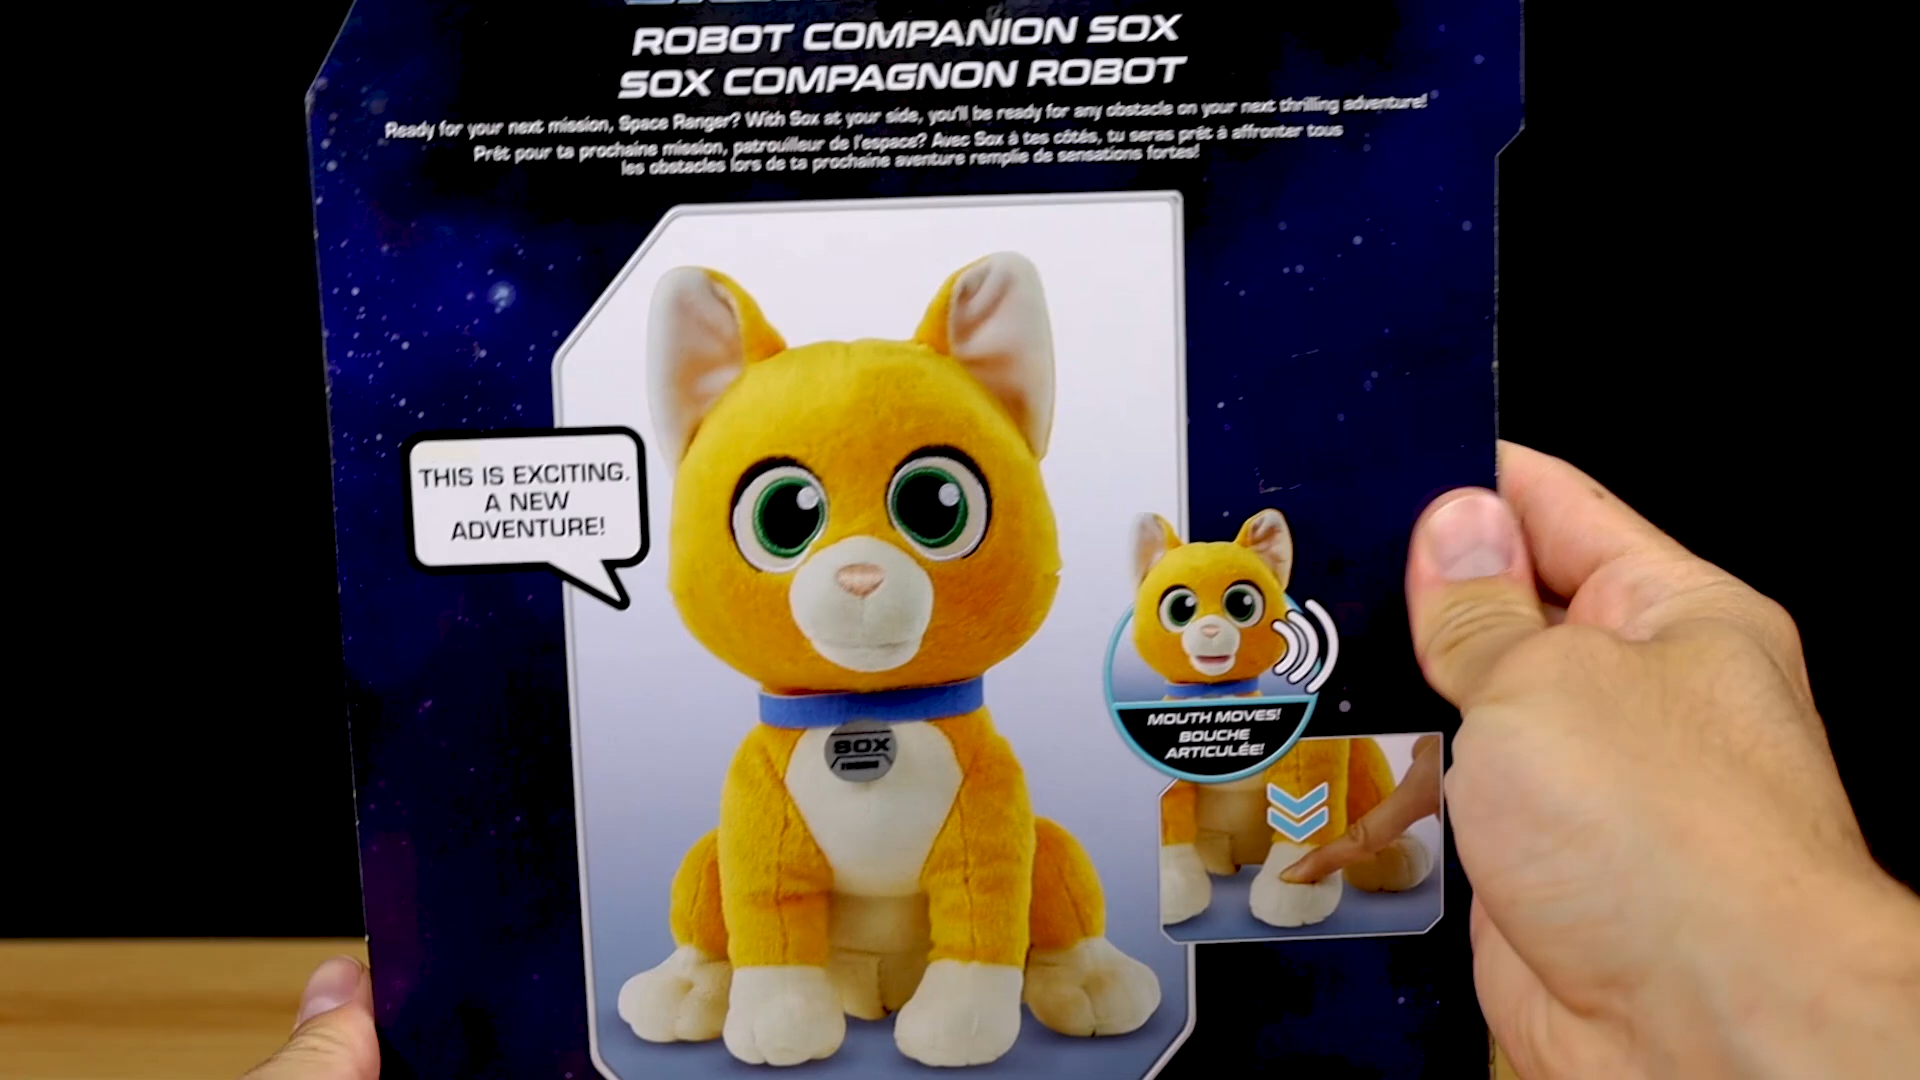 ROBOT COMPANION SOX
SOX COMPAGNON ROBOT
Ready for your next mission, Space Ranger? With Sox at your side, you'll be ready for any obstacle on your next thrilling adventure!
Prêt pour ta prochaine mission, patrouilleur de l'espace? Avec Sox à tes côtés, tu seras prêt à affronter tous
les obstacles lors de ta prochaine aventure remplie de sensations fortes!
THIS IS EXCITING.
A NEW
ADVENTURE!
SOX
MOUTH MOVES!
BOUCHE
ARTICULÉE!